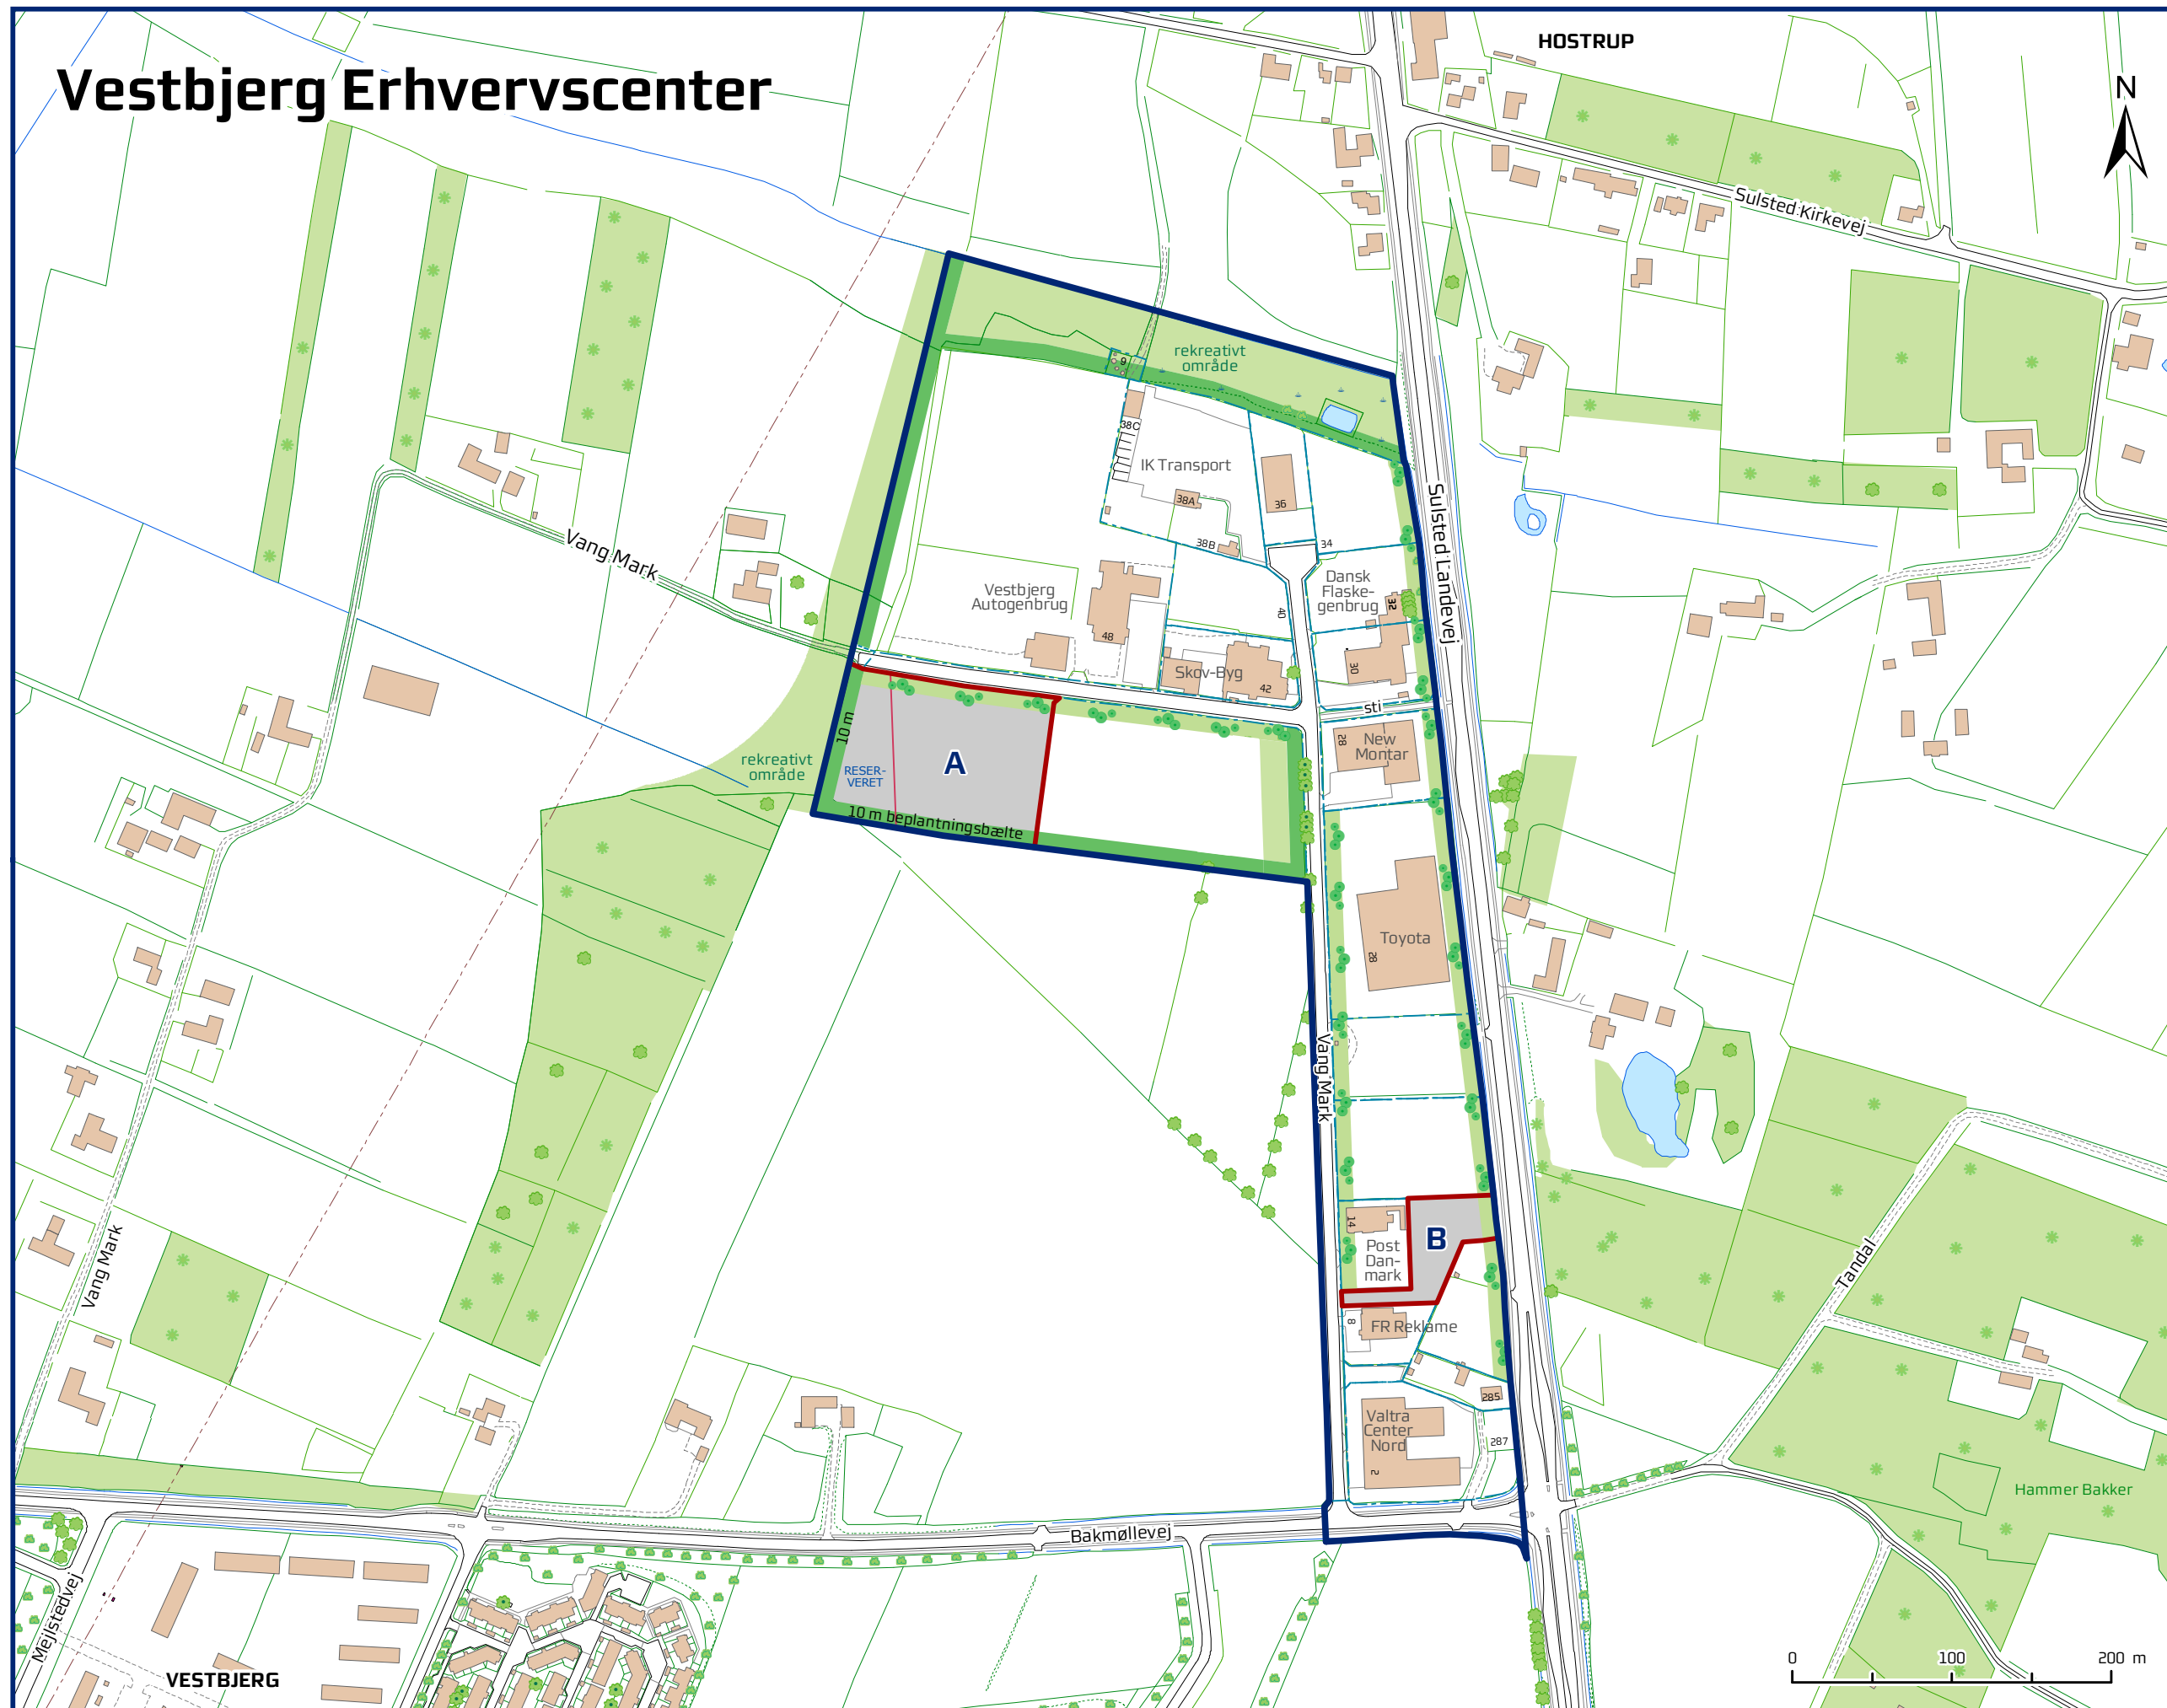 HOSTRUP
Vestbjerg Erhvervscenter
N
Sulsted Kirkevej
rekreativt
område
9
38C
IK Transport
38A
36
38B
34
Sulsted Landevej
Vang Mark
Vestbjerg
Autogenbrug
48
Dansk
Flaske-
genbrug
32
40
30
Skov-Byg
42
sti
10 m
A
RESER-
VERET
rekreativt
område
28
New
Montar
10 m beplantningsbælte
Toyota
28
Vang Mark
14
B
Post
Dan-
mark
8
FR Reklame
Vang Mark
Tandal
285
Valtra
Center
Nord
287
2
Hammer Bakker
Bakmøllevej
Mejlstedvej
VESTBJERG
0 100 200 m